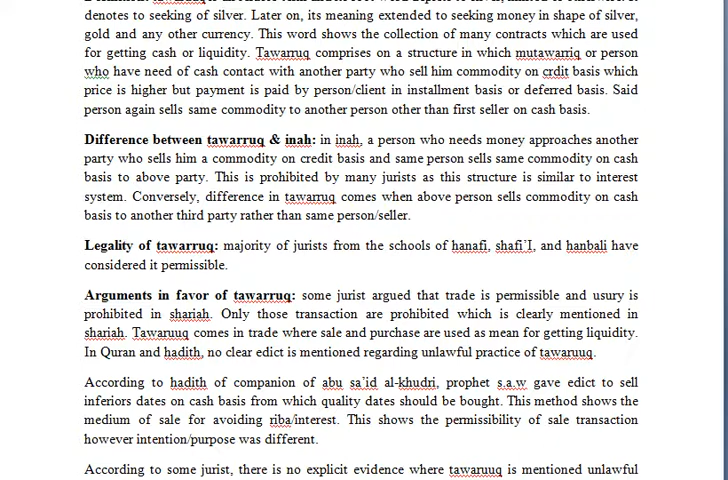 denotes to seeking of silver. Later on, its meaning extended to seeking money in shape of silver,
gold and any other currency. This word shows the collection of many contracts which are used
for getting cash or liquidity. Tawarruq comprises on a structure in which mutawarriq or person
who have need of cash contact with another party who sell him commodity on crdit basis which
price is higher but payment is paid by person/client in installment basis or deferred basis. Said
person again sells same commodity to another person other than first seller on cash basis.
Difference between tawarruq & inah: in inah, a person who needs money approaches another
party who sells him a commodity on credit basis and same person sells same commodity on cash
basis to above party. This is prohibited by many jurists as this structure is similar to interest
system. Conversely, difference in tawarruq comes when above person sells commodity on cash
basis to another third party rather than same person/seller.
Legality of tawarruq: majority of jurists from the schools of hanafi, shafi'I, and hanbali have
considered it permissible.
Arguments in favor of tawarruq: some jurist argued that trade is permissible and usury is
prohibited in shariah. Only those transaction are prohibited which is clearly mentioned in
shariah. Tawaruuq comes in trade where sale and purchase are used as mean for getting liquidity.
In Quran and hadith, no clear edict is mentioned regarding unlawful practice of tawaruuq.
According to hadith of companion of abu sa'id al-khudri, prophet s.a.w gave edict to sell
inferiors dates on cash basis from which quality dates should be bought. This method shows the
medium of sale for avoiding riba/interest. This shows the permissibility of sale transaction
however intention/purpose was different.
According to some jurist, there is no explicit evidence where tawaruuq is mentioned unlawful